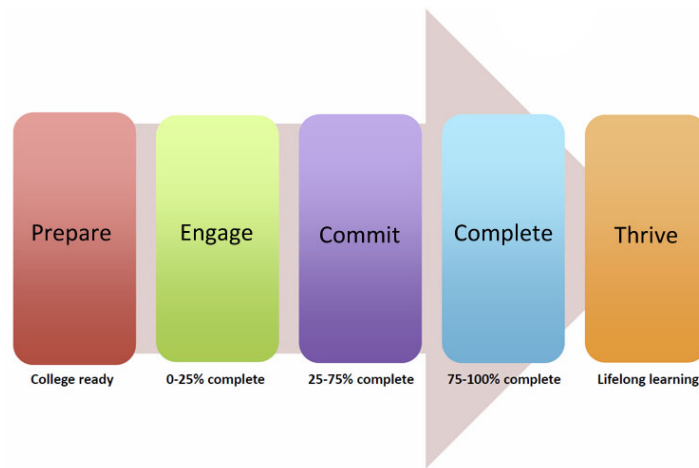 Prepare
Engage
Commit
Complete
Thrive
College ready
0-25% complete
25-75% complete
75-100% complete
Lifelong learning